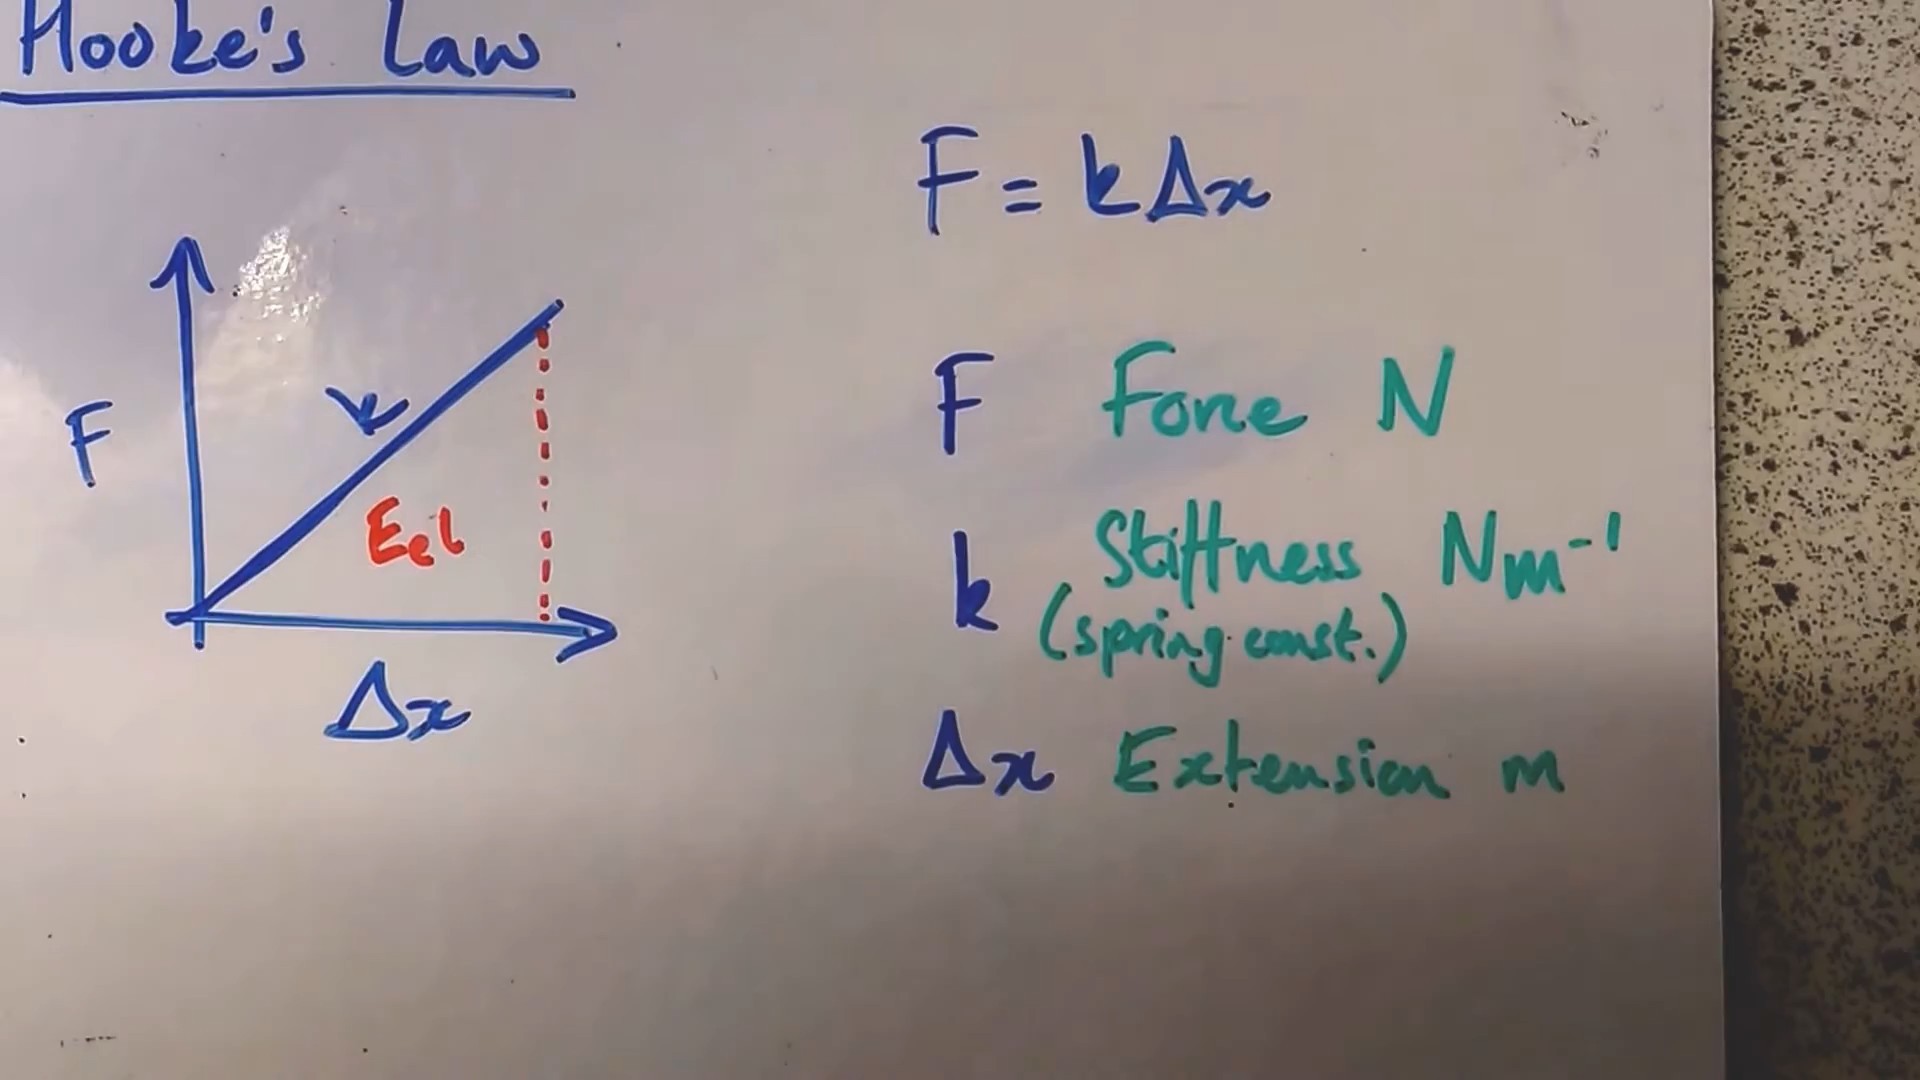 Hooke's Law
F = kΔx
F
k
Eel
Δx
F Force N
k Stiffness Nm⁻¹
(spring const.)
Δx Extension m